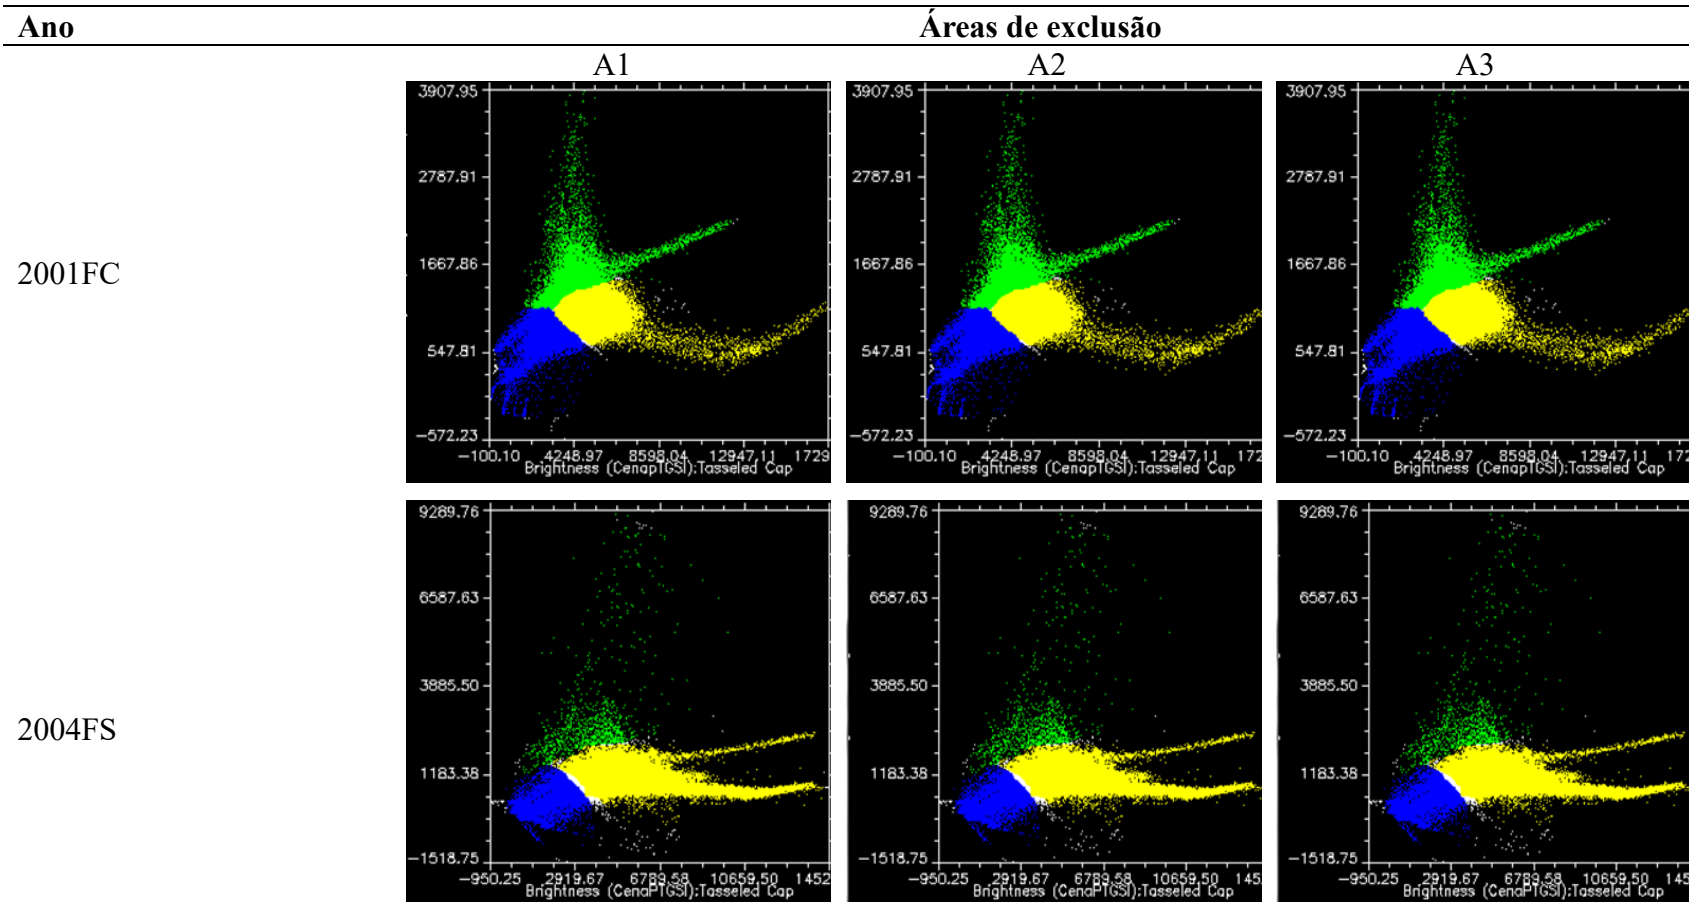 Ano Áreas de exclusão
A1 A2 A3
2001FC
3907.95
2787.91
1667.86
547.81
−572.23
−100.10 4248.97 8598.04 12947.11 1729
Brightness (CenapTGSI):Tasseled Cap
3907.95
2787.91
1667.86
547.81
−572.23
−100.10 4248.97 8598.04 12947.11 172
Brightness (CenapTGSI):Tasseled Cap
3907.95
2787.91
1667.86
547.81
−572.23
−100.10 4248.97 8598.04 12947.11 172
Brightness (CenapTGSI):Tasseled Cap
2004FS
9289.76
6587.63
3885.50
1183.38
−1518.75
−950.25 2919.67 6789.58 10659.50 1452
Brightness (CenaPTGSI):Tasseled Cap
9289.76
6587.63
3885.50
1183.38
−1518.75
−950.25 2919.67 6789.58 10659.50 145
Brightness (CenaPTGSI):Tasseled Cap
9289.76
6587.63
3885.50
1183.38
−1518.75
−950.25 2919.67 6789.58 10659.50 145
Brightness (CenaPTGSI):Tasseled Cap